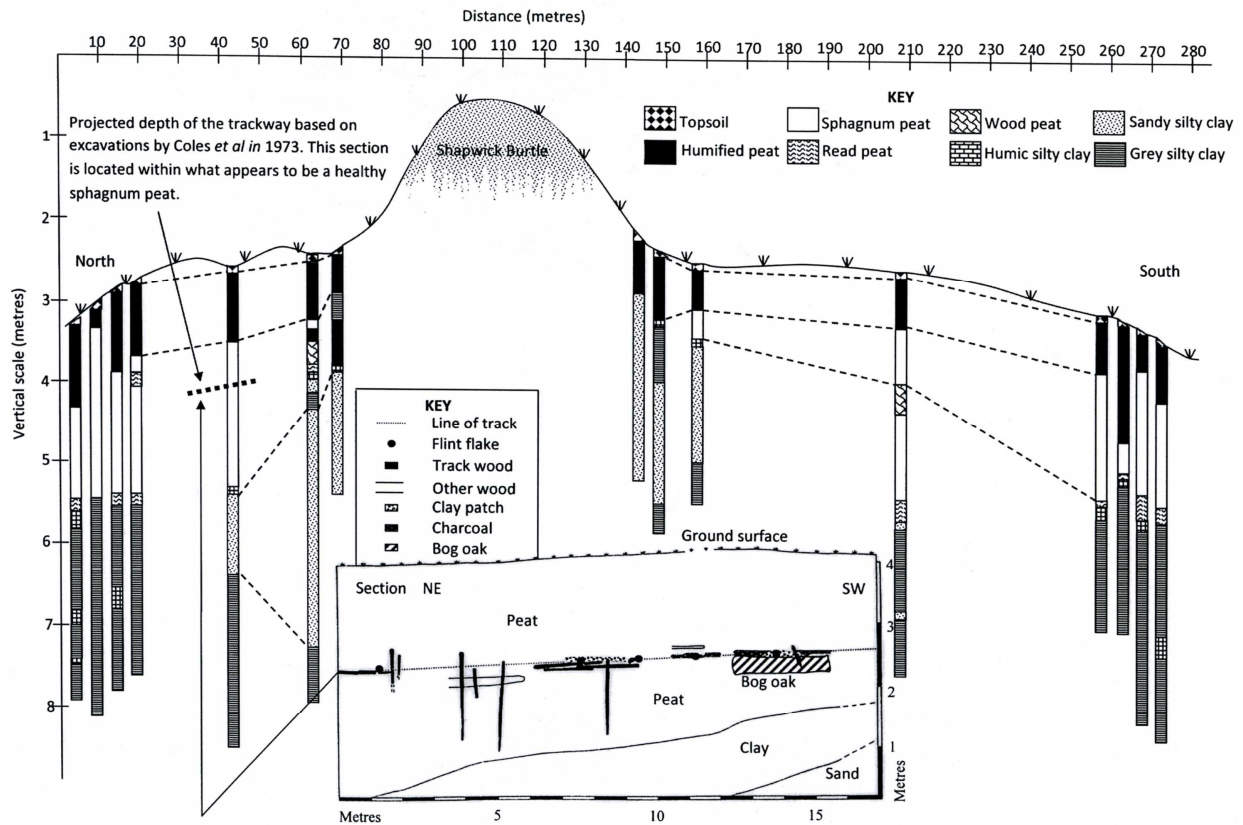 Distance (metres)
10 20 30 40 50 60 70 80 90 100 110 120 130 140 150 160 170 180 190 200 210 220 230 240 250 260 270 280
KEY
Topsoil
Sphagnum peat
Wood peat
Sandy silty clay
Humified peat
Read peat
Humic silty clay
Grey silty clay
Projected depth of the trackway based on
excavations by Coles et al in 1973. This section
is located within what appears to be a healthy
sphagnum peat.
Shapwick Burtle
North
South
Vertical scale (metres)
1
2
3
4
5
6
7
8
KEY
Line of track
Flint flake
Track wood
Other wood
Clay patch
Charcoal
Bog oak
Ground surface
Section NE
SW
Peat
Bog oak
Peat
Clay
Sand
4
3
2
1
Metres
Metres 5 10 15